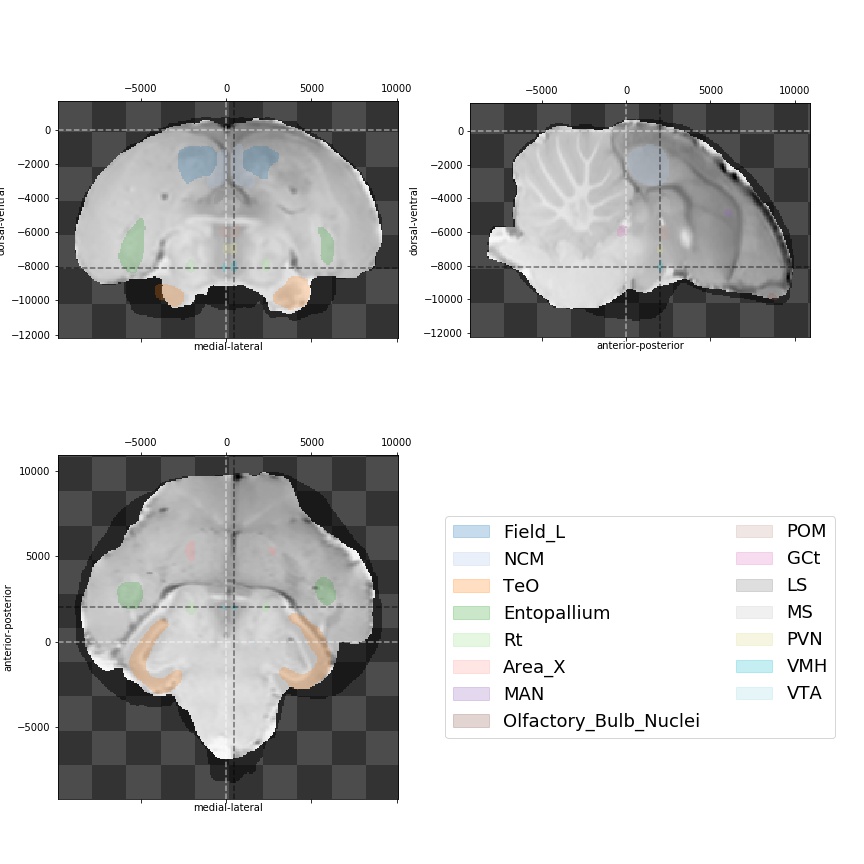 −5000 0 5000 10000
−5000 0 5000 10000
0
−2000
−4000
−6000
−8000
−10000
−12000
dorsal-ventral
medial-lateral
0
−2000
−4000
−6000
−8000
−10000
−12000
dorsal-ventral
anterior-posterior
−5000 0 5000 10000
10000
5000
0
−5000
anterior-posterior
medial-lateral
Field_L
NCM
TeO
Entopallium
Rt
Area_X
MAN
Olfactory_Bulb_Nuclei
POM
GCt
LS
MS
PVN
VMH
VTA